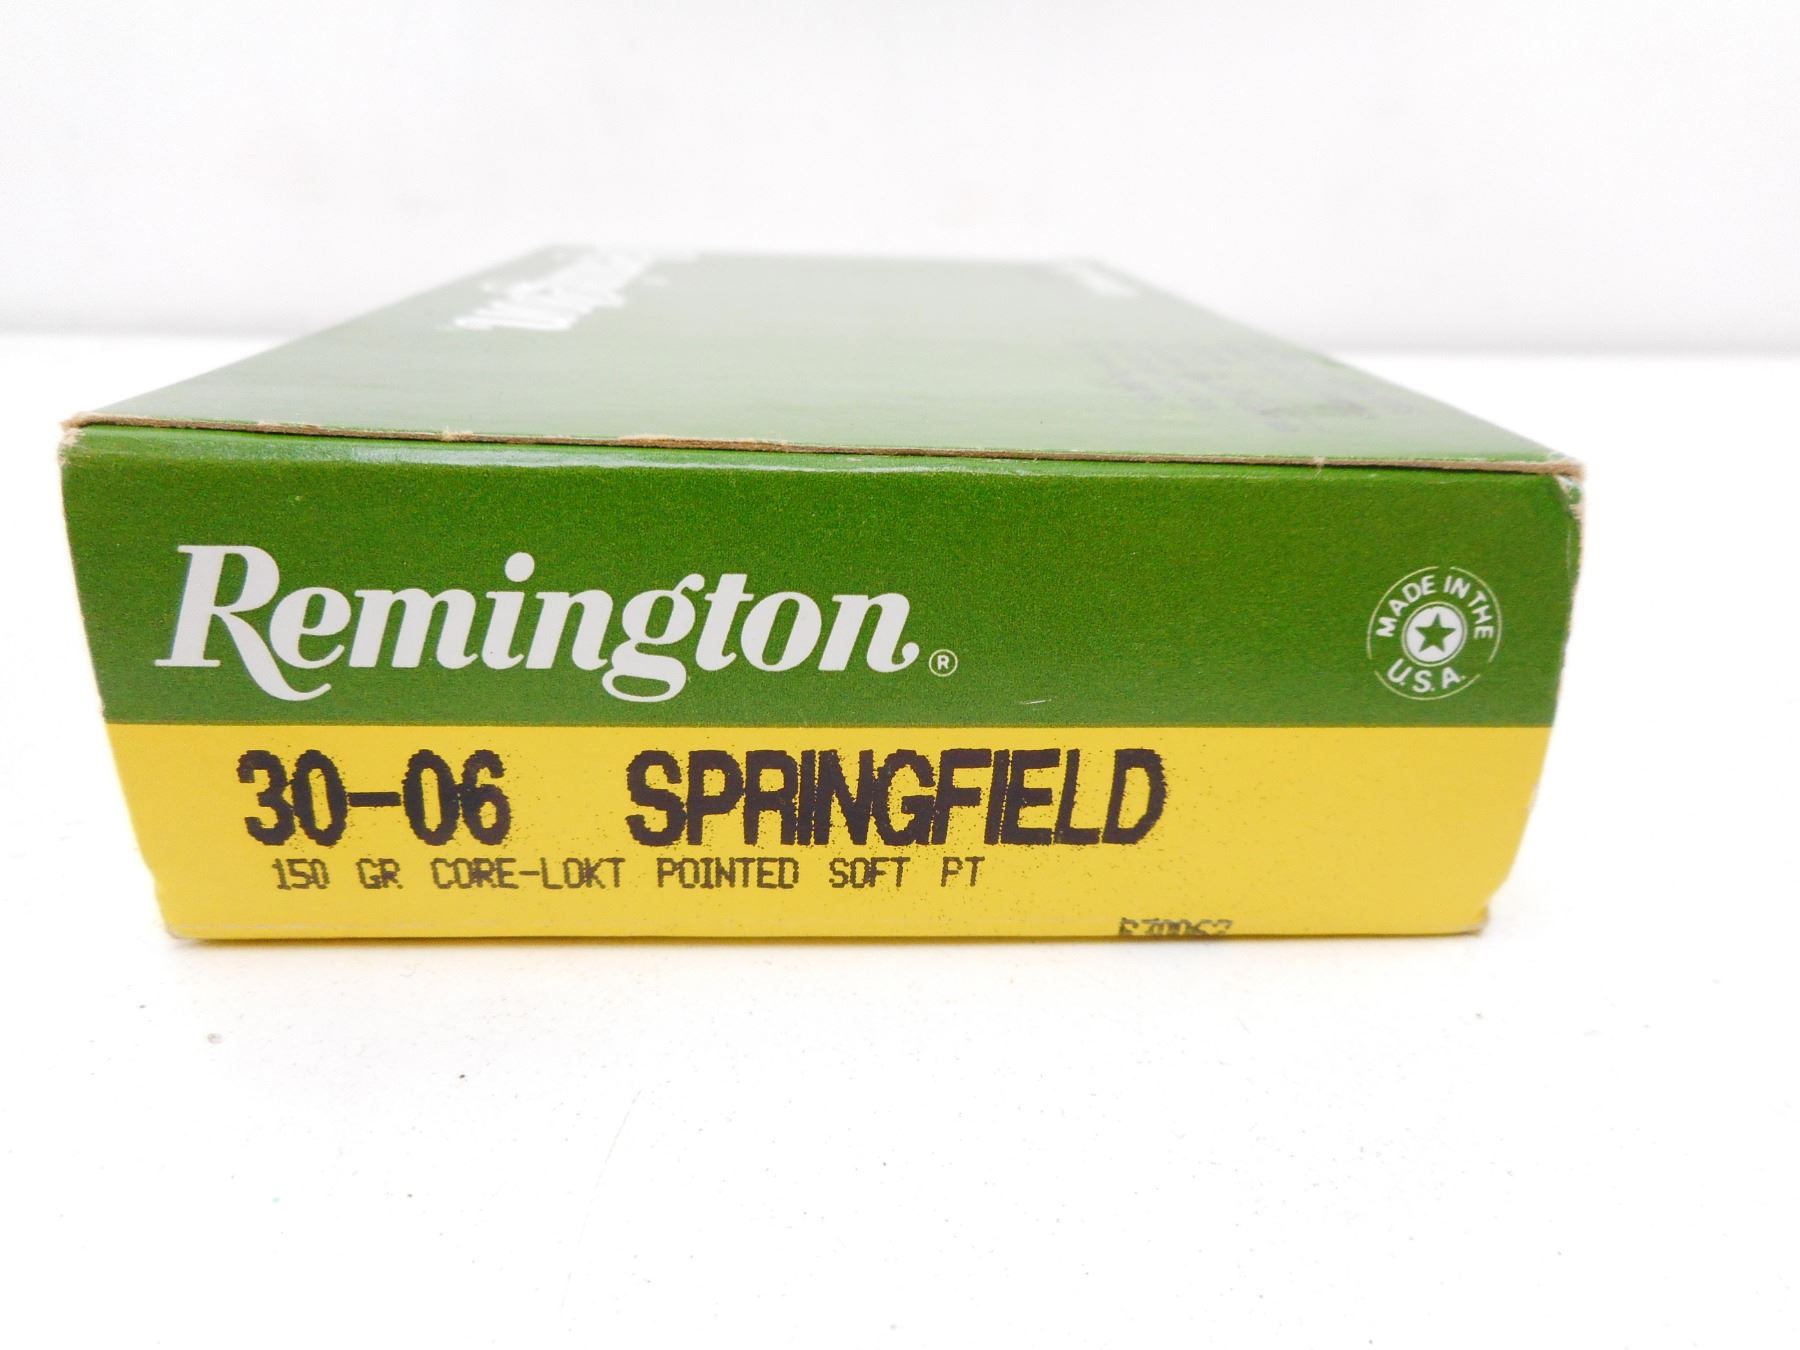 Remington®
MADE IN THE U.S.A.
30-06 SPRINGFIELD
150 GR CORE-LOKT POINTED SOFT PT